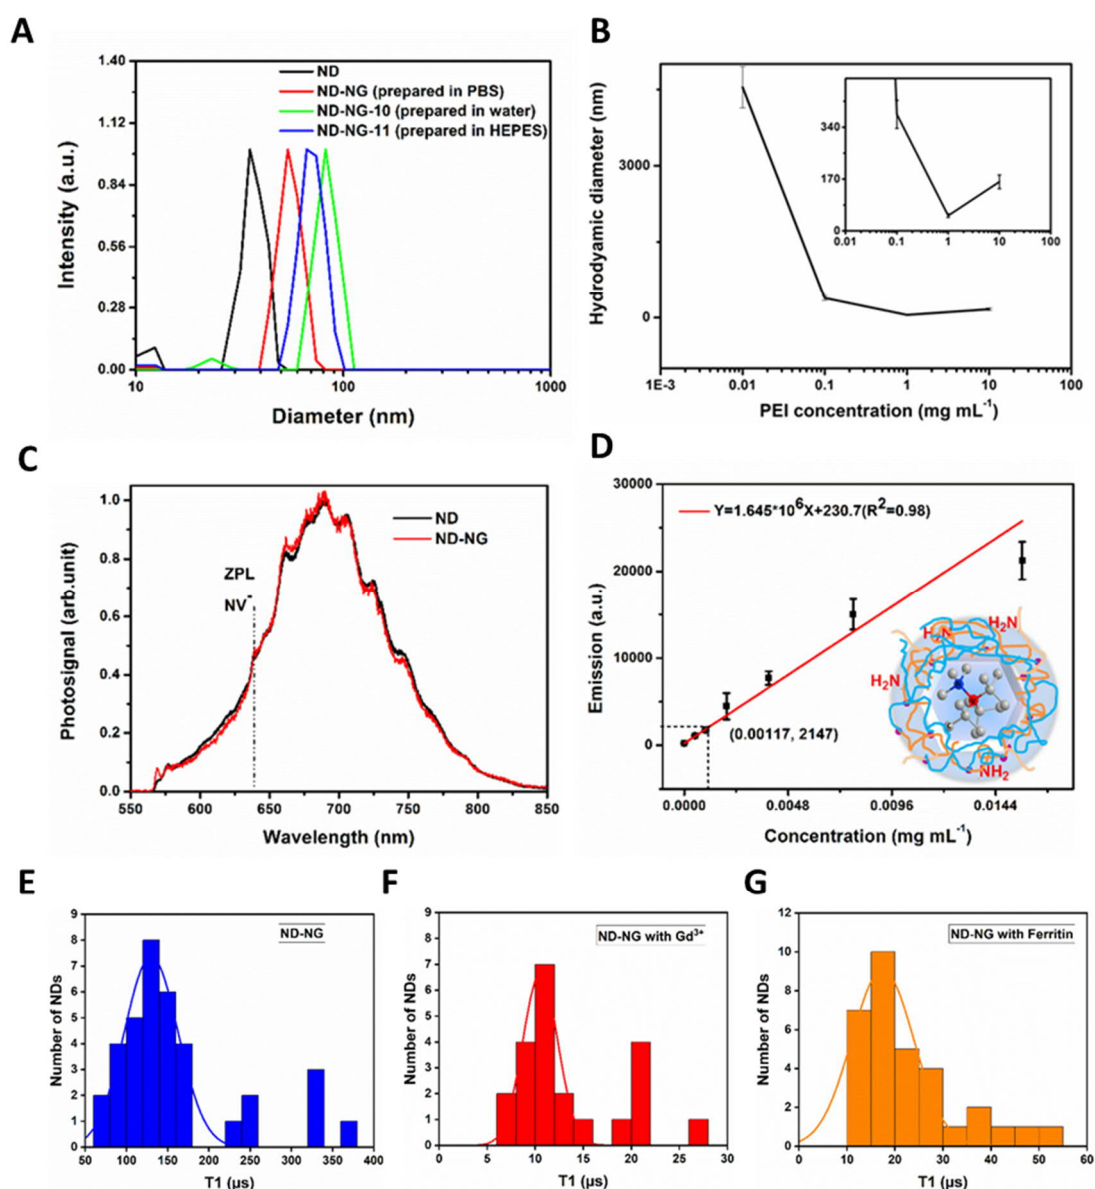 A
1.40
1.12
0.84
0.56
0.28
0.00
10
100
1000
Intensity (a.u.)
Diameter (nm)
ND
ND-NG (prepared in PBS)
ND-NG-10 (prepared in water)
ND-NG-11 (prepared in HEPES)
B
3000
0
1E-3
0.01
0.1
1
10
100
Hydrodyamic diameter (nm)
PEI concentration (mg mL⁻¹)
340
170
0
0.01
0.1
1
10
100
C
1.0
0.8
0.6
0.4
0.2
0.0
550
600
650
700
750
800
850
Photosignal (arb.unit)
Wavelength (nm)
ND
ND-NG
ZPL
NV⁻
D
30000
20000
10000
0
0.0000
0.0048
0.0096
0.0144
Emission (a.u.)
Concentration (mg mL⁻¹)
Y=1.645*10⁶X+230.7(R²=0.98)
(0.00117, 2147)
H₂N
H₂N
H₂N
NH₂
E
9
8
7
6
5
4
3
2
1
0
50
100
150
200
250
300
350
400
Number of NDs
T1 (µs)
ND-NG
F
9
8
7
6
5
4
3
2
1
0
0
5
10
15
20
25
30
Number of NDs
T1 (µs)
ND-NG with Gd³⁺
G
12
10
8
6
4
2
0
0
10
20
30
40
50
60
Number of NDs
T1 (µs)
ND-NG with Ferritin